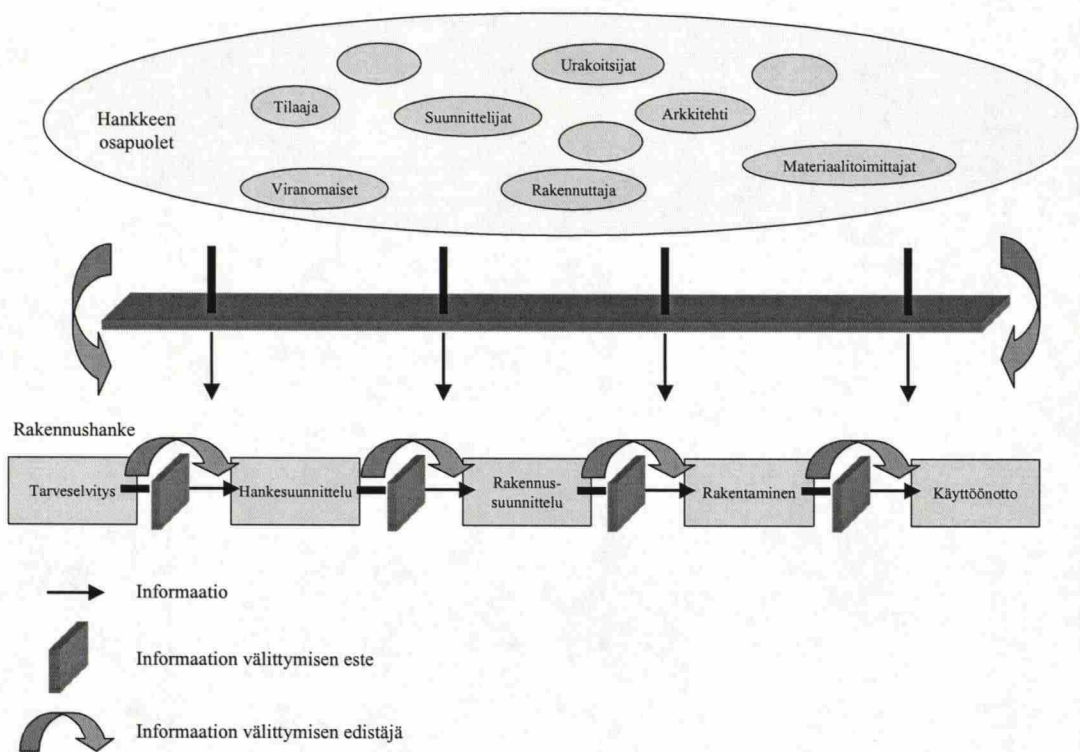 Urakoitsijat
Tilaaja
Suunnittelijat
Arkkitehti
Hankkeen
osapuolet
Materiaalitoimittajat
Viranomaiset
Rakennuttaja
Rakennushanke
Tarveselvitys
Hankesuunnittelu
Rakennus-
suunnittelu
Rakentaminen
Käyttöönotto
Informaatio
Informaation välittymisen este
Informaation välittymisen edistäjä